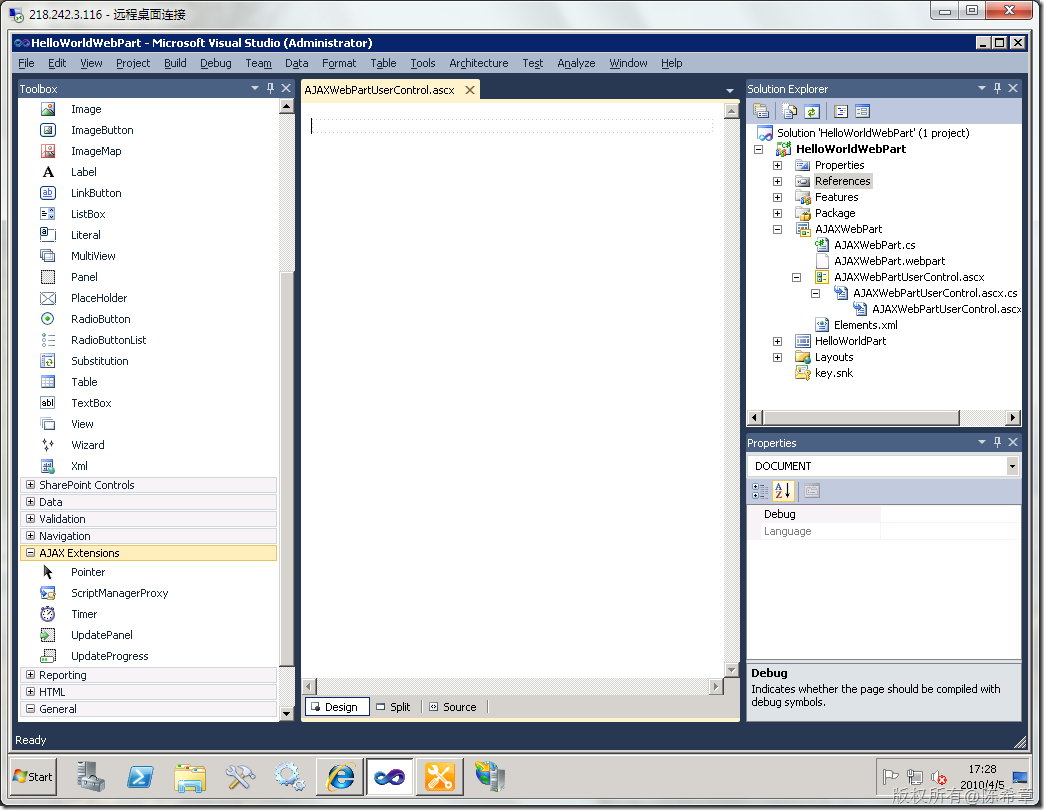 218.242.3.116 - 远程桌面连接
HelloWorldWebPart - Microsoft Visual Studio (Administrator)
File Edit View Project Build Debug Team Data Format Table Tools Architecture Test Analyze Window Help
Toolbox
Image
ImageButton
ImageMap
A Label
ab LinkButton
ListBox
Literal
MultiView
Panel
PlaceHolder
RadioButton
RadioButtonList
Substitution
Table
abl TextBox
View
Wizard
Xml
SharePoint Controls
Data
Validation
Navigation
AJAX Extensions
Pointer
ScriptManagerProxy
Timer
UpdatePanel
UpdateProgress
Reporting
HTML
General
AJAXWebPartUserControl.ascx
Design Split Source
Solution Explorer
Solution 'HelloWorldWebPart' (1 project)
HelloWorldWebPart
Properties
References
Features
Package
AJAXWebPart
AJAXWebPart.cs
AJAXWebPart.webpart
AJAXWebPartUserControl.ascx
AJAXWebPartUserControl.ascx.cs
AJAXWebPartUserControl.ascx
Elements.xml
HelloWorldPart
Layouts
key.snk
Properties
DOCUMENT
Debug
Language
Debug
Indicates whether the page should be compiled with
debug symbols.
Ready
Start
17:28
2010/4/5
版权所有@陈希章